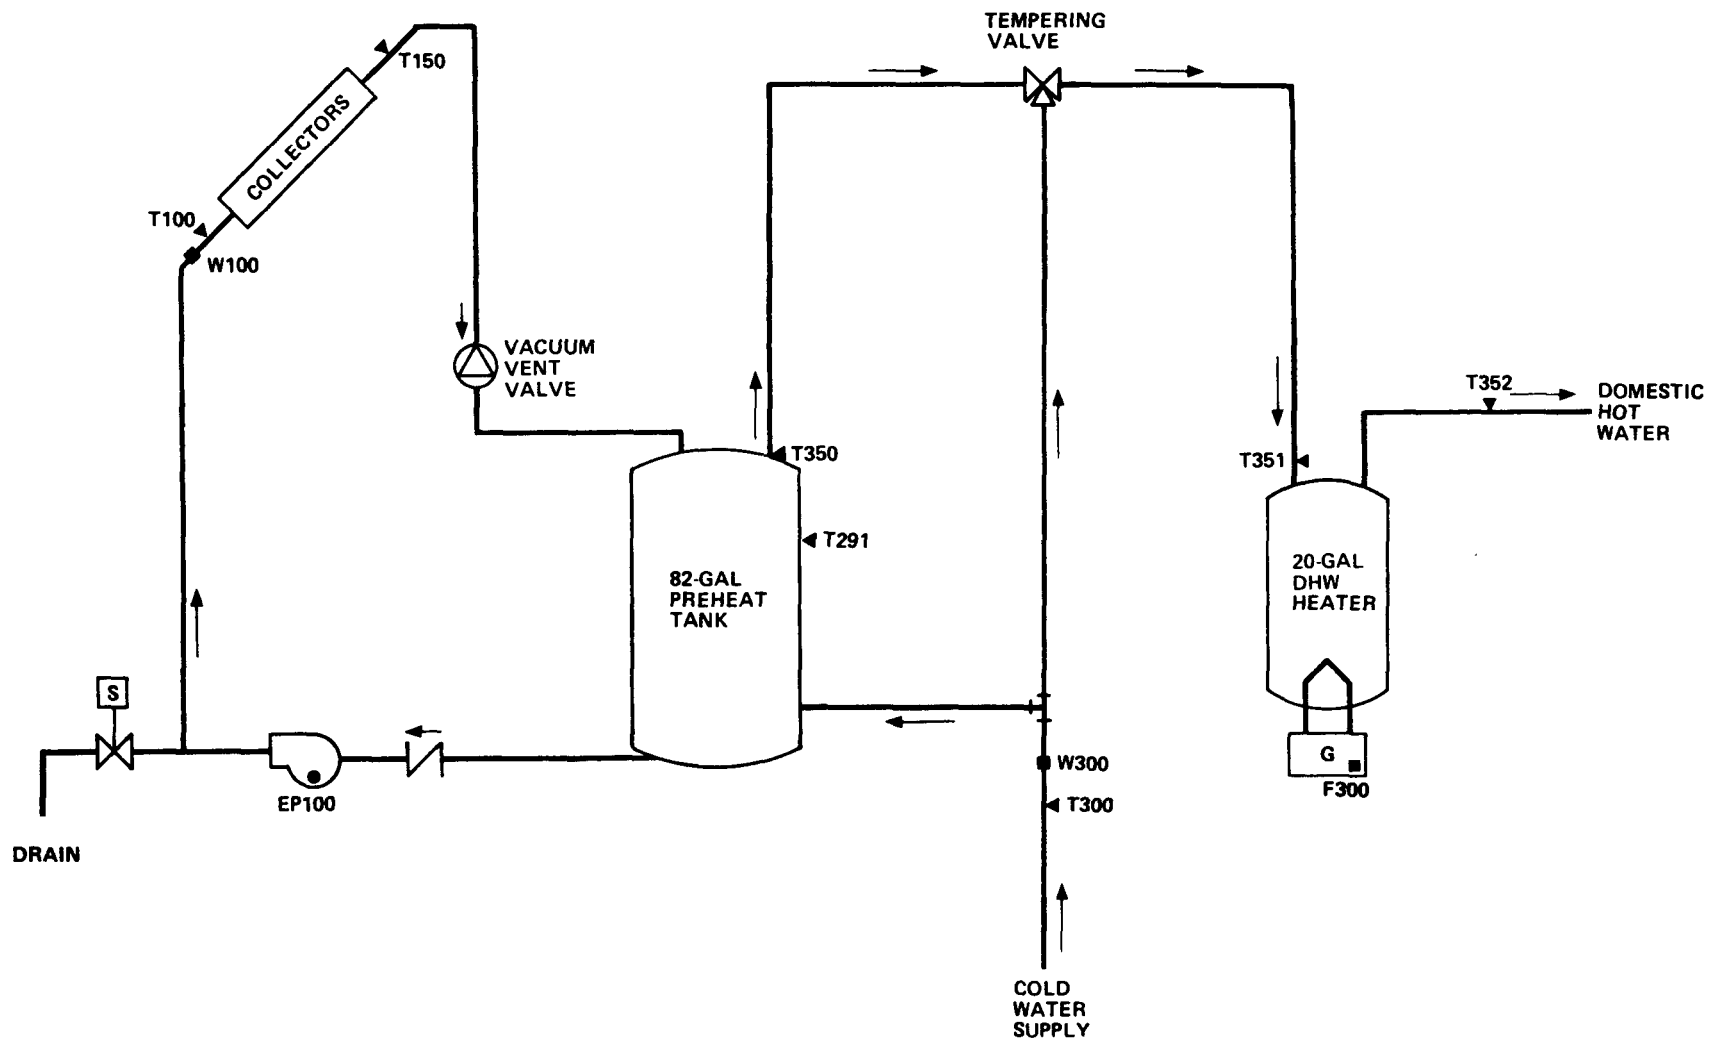 TEMPERING
VALVE
T150
COLLECTORS
T100
W100
VACUUM
VENT
VALVE
T350
T291
82-GAL
PREHEAT
TANK
T352
DOMESTIC
HOT
WATER
T351
20-GAL
DHW
HEATER
S
G
F300
W300
T300
EP100
DRAIN
COLD
WATER
SUPPLY